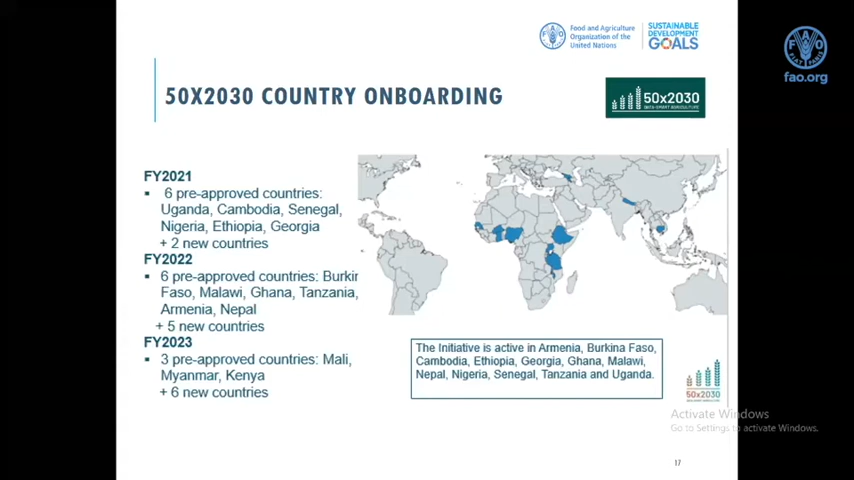 Food and Agriculture
Organization of the
United Nations
SUSTAINABLE
DEVELOPMENT
GOALS
FAO
fao.org
50X2030 COUNTRY ONBOARDING
50x2030
DATA-SMART AGRICULTURE
FY2021
▪ 6 pre-approved countries:
Uganda, Cambodia, Senegal,
Nigeria, Ethiopia, Georgia
+ 2 new countries
FY2022
▪ 6 pre-approved countries: Burkir
Faso, Malawi, Ghana, Tanzania,
Armenia, Nepal
+ 5 new countries
FY2023
▪ 3 pre-approved countries: Mali,
Myanmar, Kenya
+ 6 new countries
The Initiative is active in Armenia, Burkina Faso,
Cambodia, Ethiopia, Georgia, Ghana, Malawi,
Nepal, Nigeria, Senegal, Tanzania and Uganda.
50x2030
Activate Windows
Go to Settings to activate Windows.
17